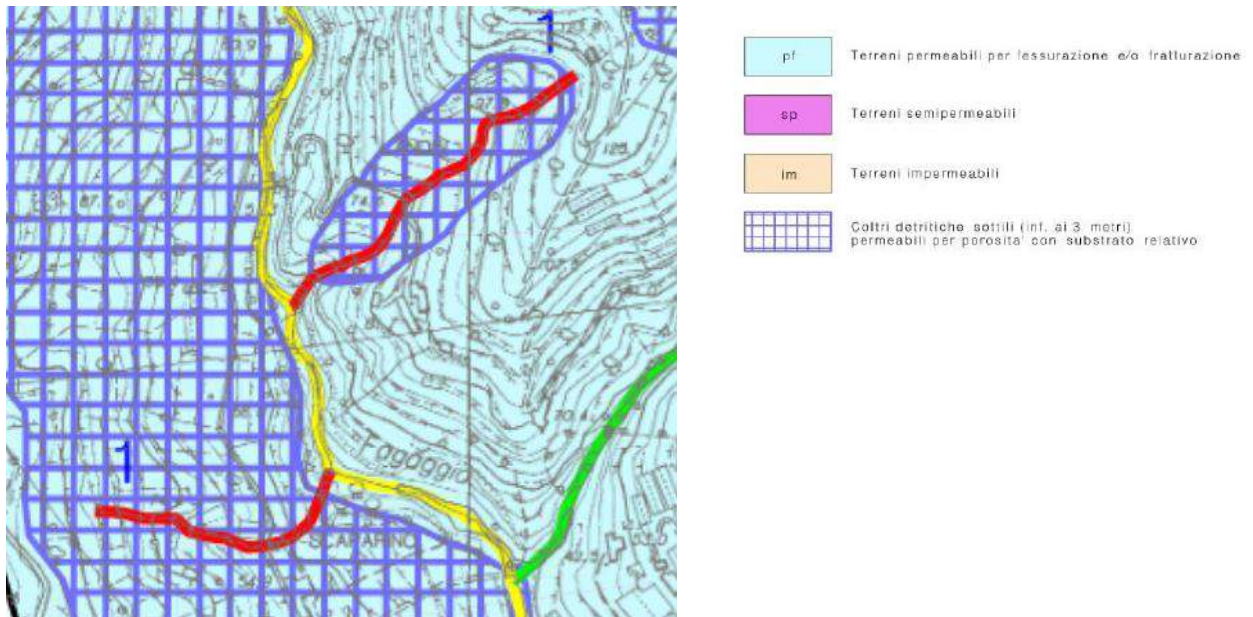 1
1
Fogoggio
pf
Terreni permeabili per fessurazione e/o fratturazione
sp
Terreni semipermeabili
im
Terreni impermeabili
Coltri detritiche sottili (inf. ai 3 metri)
permeabili per porosita' con substrato relativo